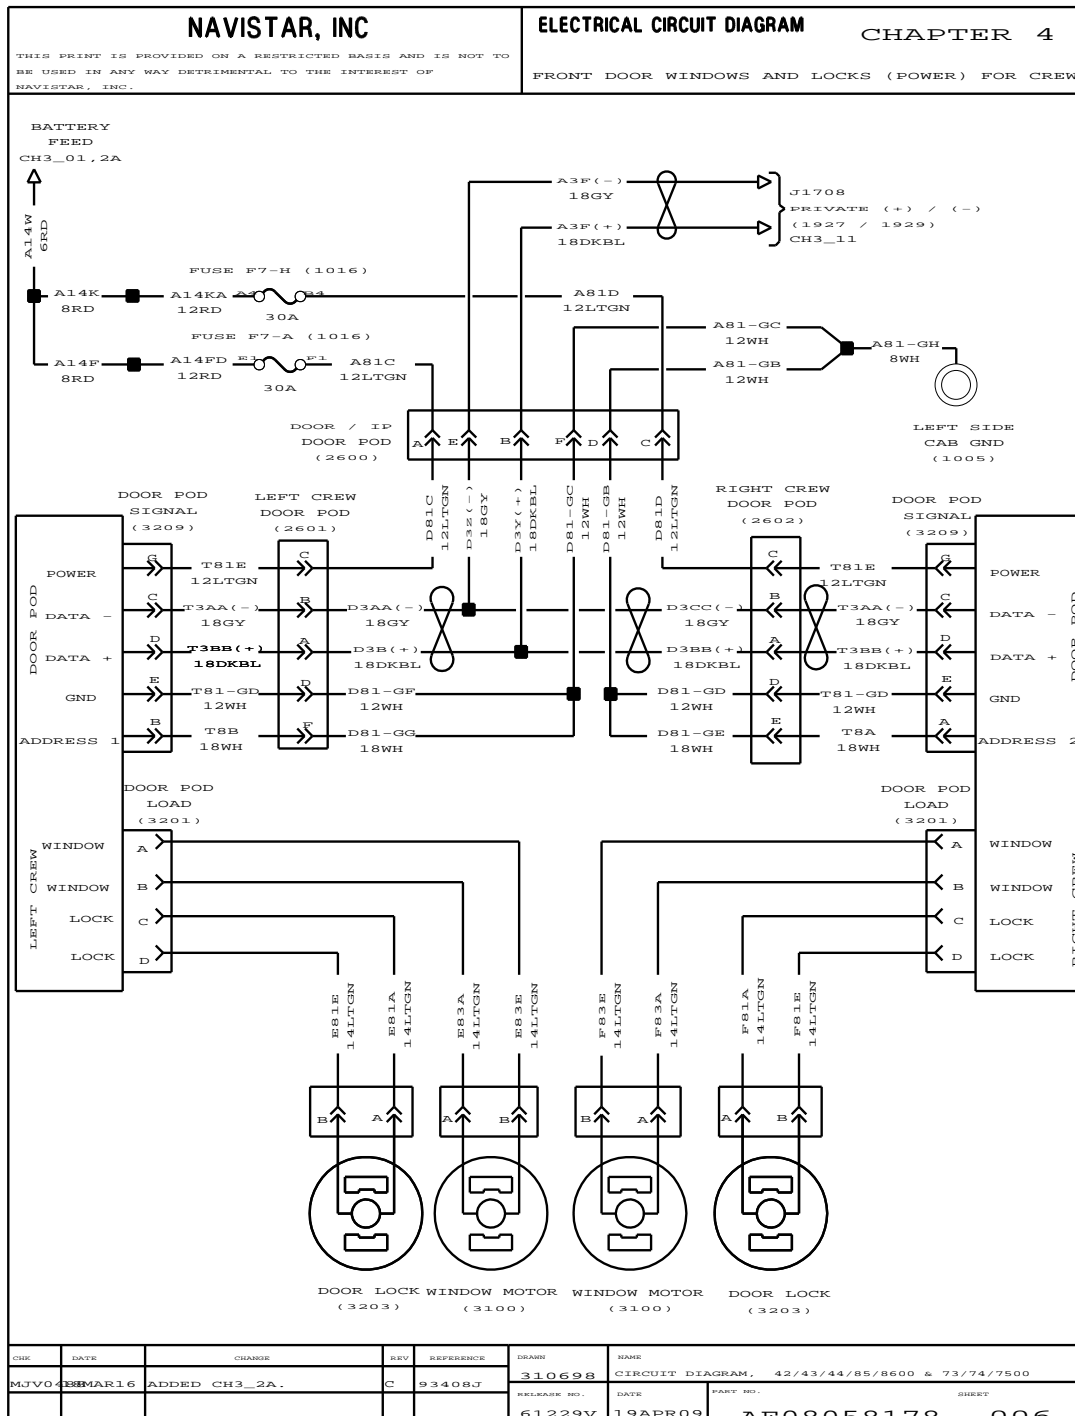 NAVISTAR, INC
THIS PRINT IS PROVIDED ON A RESTRICTED BASIS AND IS NOT TO
BE USED IN ANY WAY DETRIMENTAL TO THE INTEREST OF
NAVISTAR, INC.
ELECTRICAL CIRCUIT DIAGRAM
CHAPTER 4
FRONT DOOR WINDOWS AND LOCKS (POWER) FOR CREW
BATTERY
FEED
CH3_01,2A
A14W
6RD
A3F(-)
18GY
A3F(+)
18DKBL
J1708
PRIVATE (+) / (-)
(1927 / 1929)
CH3_11
FUSE F7-H (1016)
A14K
8RD
A14KA
12RD
A4
B4
30A
A81D
12LTGN
FUSE F7-A (1016)
A14F
8RD
A14FD
12RD
E1
F1
30A
A81C
12LTGN
A81-GC
12WH
A81-GB
12WH
A81-GH
8WH
LEFT SIDE
CAB GND
(1005)
DOOR / IP
DOOR POD
(2600)
A
E
B
F
D
C
D81C
12LTGN
D3Z(-)
18GY
D3Y(+)
18DKBL
D81-GC
12WH
D81-GB
12WH
D81D
12LTGN
DOOR POD
SIGNAL
(3209)
LEFT CREW
DOOR POD
(2601)
RIGHT CREW
DOOR POD
(2602)
DOOR POD
SIGNAL
(3209)
DOOR POD
POWER
G
T81E
12LTGN
C
C
T81E
12LTGN
G
POWER
DATA -
C
T3AA(-)
18GY
B
D3AA(-)
18GY
D3CC(-)
18GY
B
T3AA(-)
18GY
C
DATA -
DATA +
D
T3BB(+)
18DKBL
A
D3B(+)
18DKBL
D3BB(+)
18DKBL
A
T3BB(+)
18DKBL
D
DATA +
GND
E
T81-GD
12WH
D
D81-GF
12WH
D81-GD
12WH
D
T81-GD
12WH
E
GND
ADDRESS 1
B
T8B
18WH
F
D81-GG
18WH
D81-GE
18WH
E
T8A
18WH
A
ADDRESS 2
DOOR POD
DOOR POD
LOAD
(3201)
DOOR POD
LOAD
(3201)
LEFT CREW
WINDOW
A
A
WINDOW
WINDOW
B
B
WINDOW
LOCK
C
C
LOCK
LOCK
D
D
LOCK
RIGHT CREW
E81E
14LTGN
E81A
14LTGN
E83A
14LTGN
E83E
14LTGN
F83E
14LTGN
F83A
14LTGN
F81A
14LTGN
F81E
14LTGN
B
A
A
B
B
A
A
B
DOOR LOCK
(3203)
WINDOW MOTOR
(3100)
WINDOW MOTOR
(3100)
DOOR LOCK
(3203)
CHK
DATE
CHANGE
REV
REFERENCE
DRAWN
310698
NAME
CIRCUIT DIAGRAM, 42/43/44/85/8600 & 73/74/7500
ADDED CH3_2A.
C
93408J
RELEASE NO.
61229V
DATE
19APR09
PART NO.
AE08058178
SHEET
006